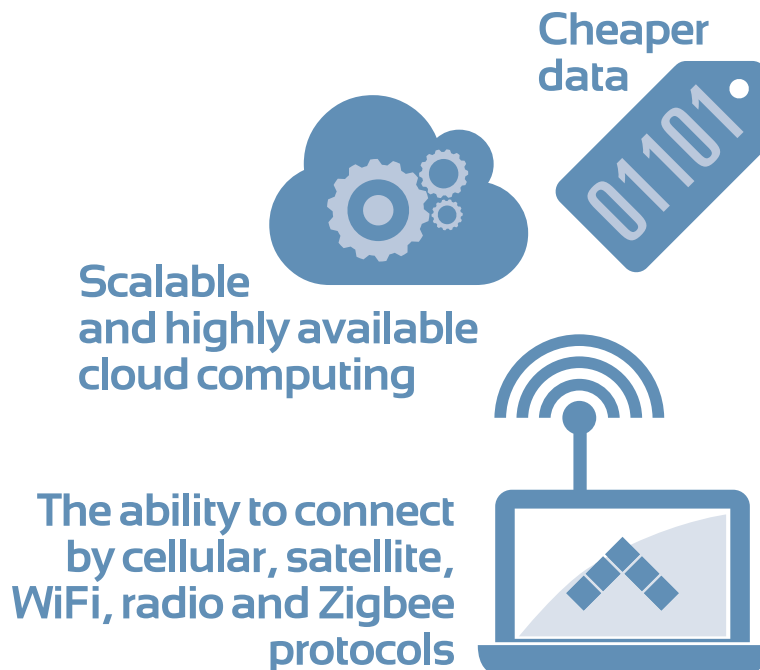 Cheaper
data
01101
Scalable
and highly available
cloud computing
The ability to connect
by cellular, satellite,
WiFi, radio and Zigbee
protocols